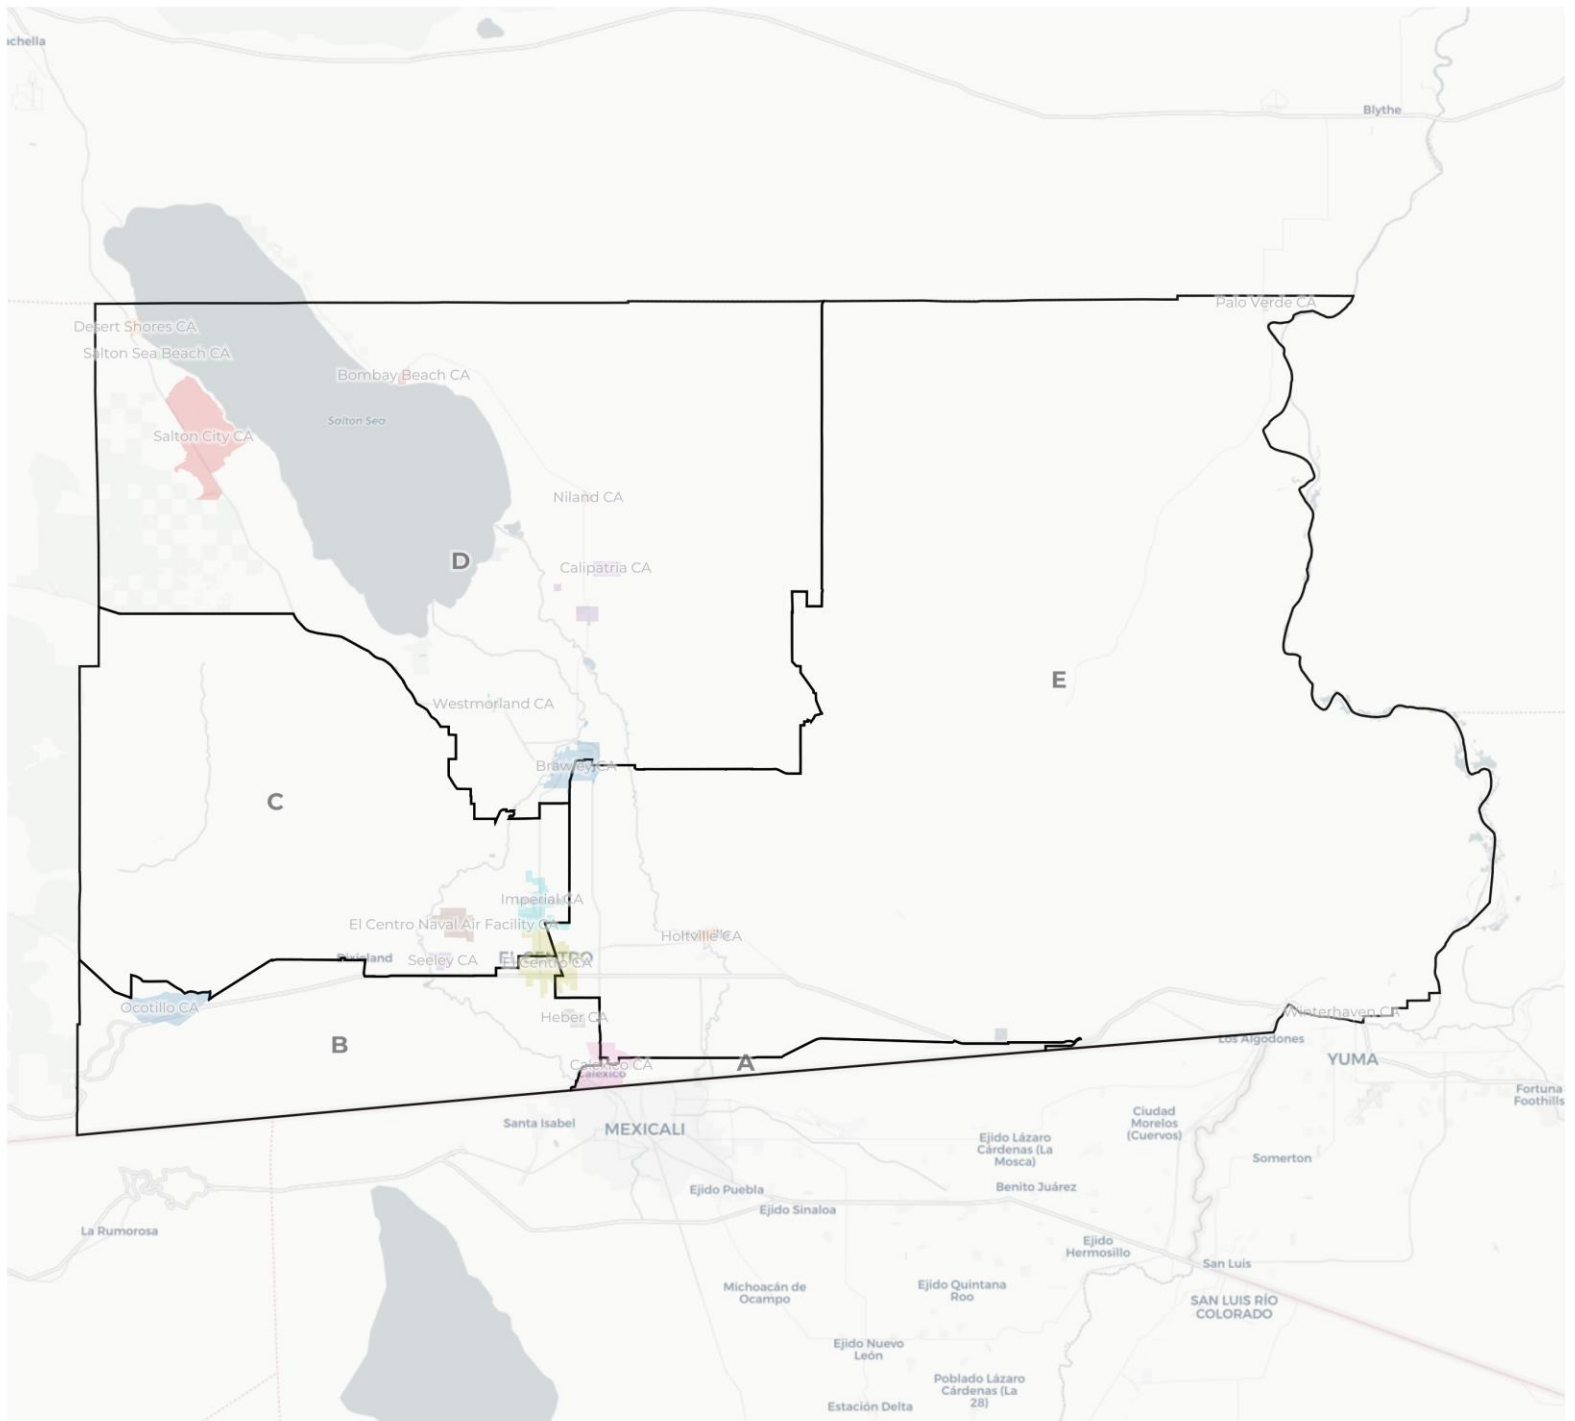 achella
Blythe
Palo Verde CA
Desert Shores CA
Salton Sea Beach CA
Bombay Beach CA
Salton Sea
Salton City CA
Niland CA
D
Calipatria CA
E
Westmorland CA
Brawley CA
C
Imperial CA
El Centro Naval Air Facility CA
Holtville CA
Dixieland
Seeley CA
EL CENTRO
El Centro CA
Ocotillo CA
Heber CA
Winterhaven CA
B
Los Algodones
A
Calexico CA
Calexico
YUMA
Fortuna
Foothills
Santa Isabel
MEXICALI
Ciudad
Morelos
(Cuervos)
Ejido Lázaro
Cárdenas (La
Mosca)
Somerton
Ejido Puebla
Benito Juárez
Ejido Sinaloa
La Rumorosa
Ejido
Hermosillo
San Luis
Michoacán de
Ocampo
Ejido Quintana
Roo
SAN LUIS RÍO
COLORADO
Ejido Nuevo
León
Poblado Lázaro
Cárdenas (La
28)
Estación Delta